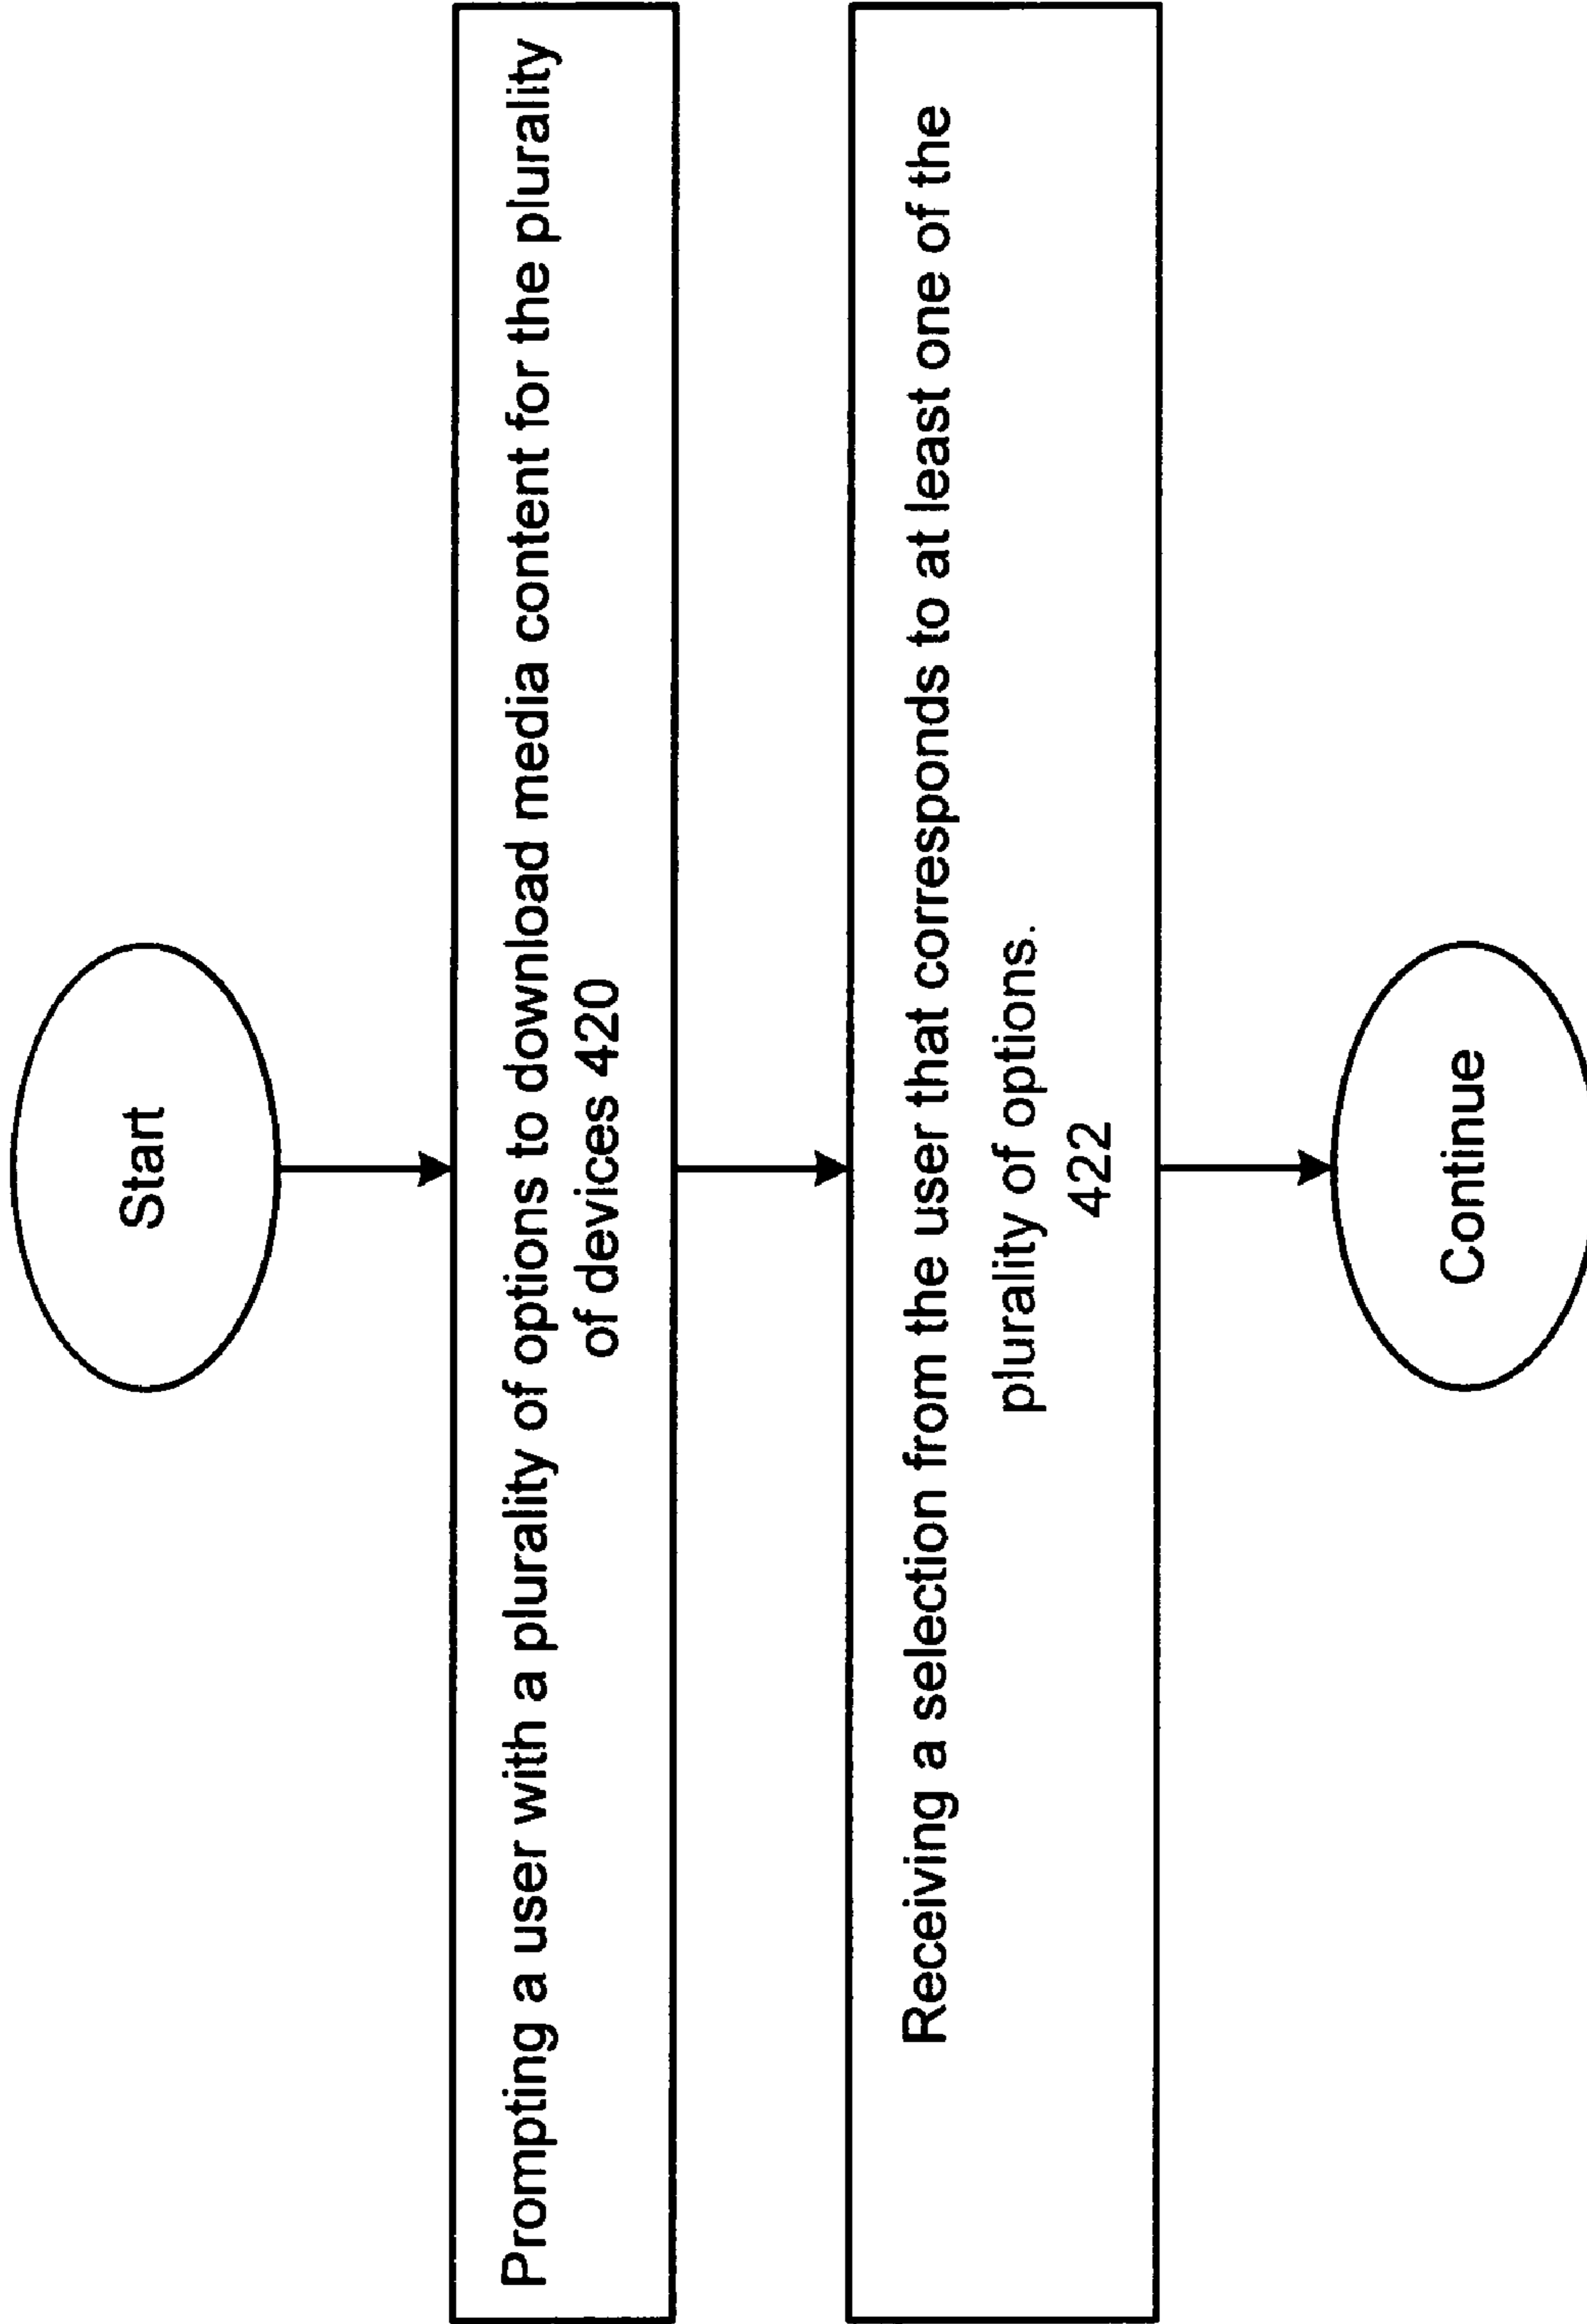 Start
Prompting a user with a plurality of options to download media content for the plurality
of devices 420
Receiving a selection from the user that corresponds to at least one of the
plurality of options.
422
Continue